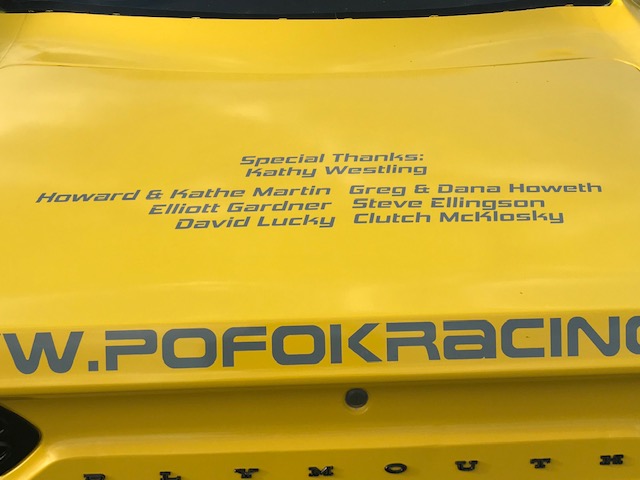 Special Thanks:
Kathy Westling
Howard & Kathe Martin Greg & Dana Howeth
Elliott Gardner Steve Ellingson
David Lucky Clutch McKlosky
W.POFOKRACING
PLYMOUTH